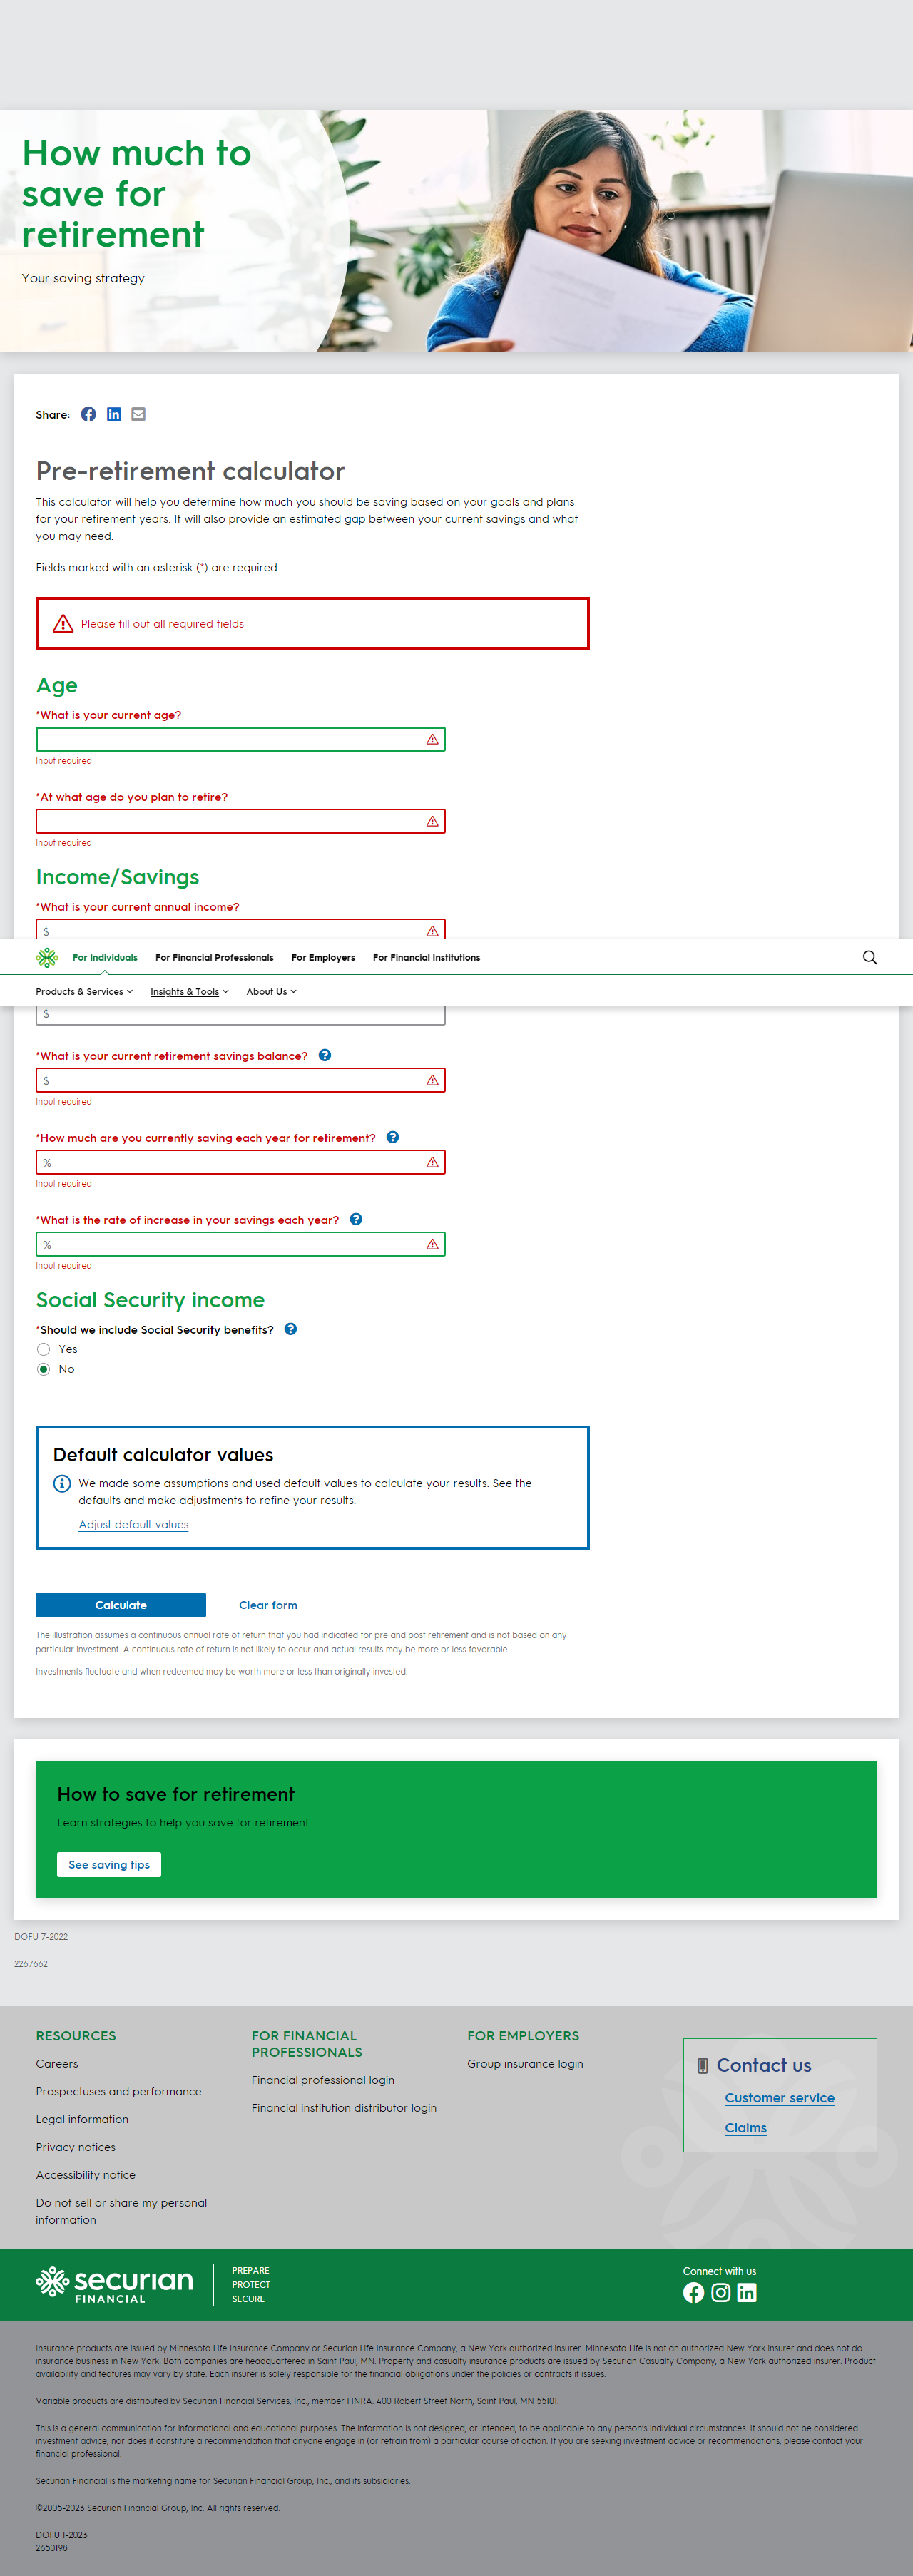 How much to
save for
retirement
Your saving strategy
Share:
Pre-retirement calculator
This calculator will help you determine how much you should be saving based on your goals and plans
for your retirement years. It will also provide an estimated gap between your current savings and what
you may need.
Fields marked with an asterisk (*) are required.
Please fill out all required fields
Age
*What is your current age?
Input required
*At what age do you plan to retire?
Input required
Income/Savings
*What is your current annual income?
$
For Individuals For Financial Professionals For Employers For Financial Institutions
Products & Services Insights & Tools About Us
$
*What is your current retirement savings balance?
$
Input required
*How much are you currently saving each year for retirement?
%
Input required
*What is the rate of increase in your savings each year?
%
Input required
Social Security income
*Should we include Social Security benefits?
Yes
No
Default calculator values
We made some assumptions and used default values to calculate your results. See the
defaults and make adjustments to refine your results.
Adjust default values
Calculate Clear form
The illustration assumes a continuous annual rate of return that you had indicated for pre and post retirement and is not based on any
particular investment. A continuous rate of return is not likely to occur and actual results may be more or less favorable.
Investments fluctuate and when redeemed may be worth more or less than originally invested.
How to save for retirement
Learn strategies to help you save for retirement.
See saving tips
DOFU 7-2022
2267662
RESOURCES
Careers
Prospectuses and performance
Legal information
Privacy notices
Accessibility notice
Do not sell or share my personal
information
FOR FINANCIAL
PROFESSIONALS
Financial professional login
Financial institution distributor login
FOR EMPLOYERS
Group insurance login
Contact us
Customer service
Claims
securian
FINANCIAL
PREPARE
PROTECT
SECURE
Connect with us
Insurance products are issued by Minnesota Life Insurance Company or Securian Life Insurance Company, a New York authorized insurer. Minnesota Life is not an authorized New York insurer and does not do
insurance business in New York. Both companies are headquartered in Saint Paul, MN. Property and casualty insurance products are issued by Securian Casualty Company, a New York authorized insurer. Product
availability and features may vary by state. Each insurer is solely responsible for the financial obligations under the policies or contracts it issues.
Variable products are distributed by Securian Financial Services, Inc., member FINRA. 400 Robert Street North, Saint Paul, MN 55101.
This is a general communication for informational and educational purposes. The information is not designed, or intended, to be applicable to any person's individual circumstances. It should not be considered
investment advice, nor does it constitute a recommendation that anyone engage in (or refrain from) a particular course of action. If you are seeking investment advice or recommendations, please contact your
financial professional.
Securian Financial is the marketing name for Securian Financial Group, Inc., and its subsidiaries.
©2005-2023 Securian Financial Group, Inc. All rights reserved.
DOFU 1-2023
2650198